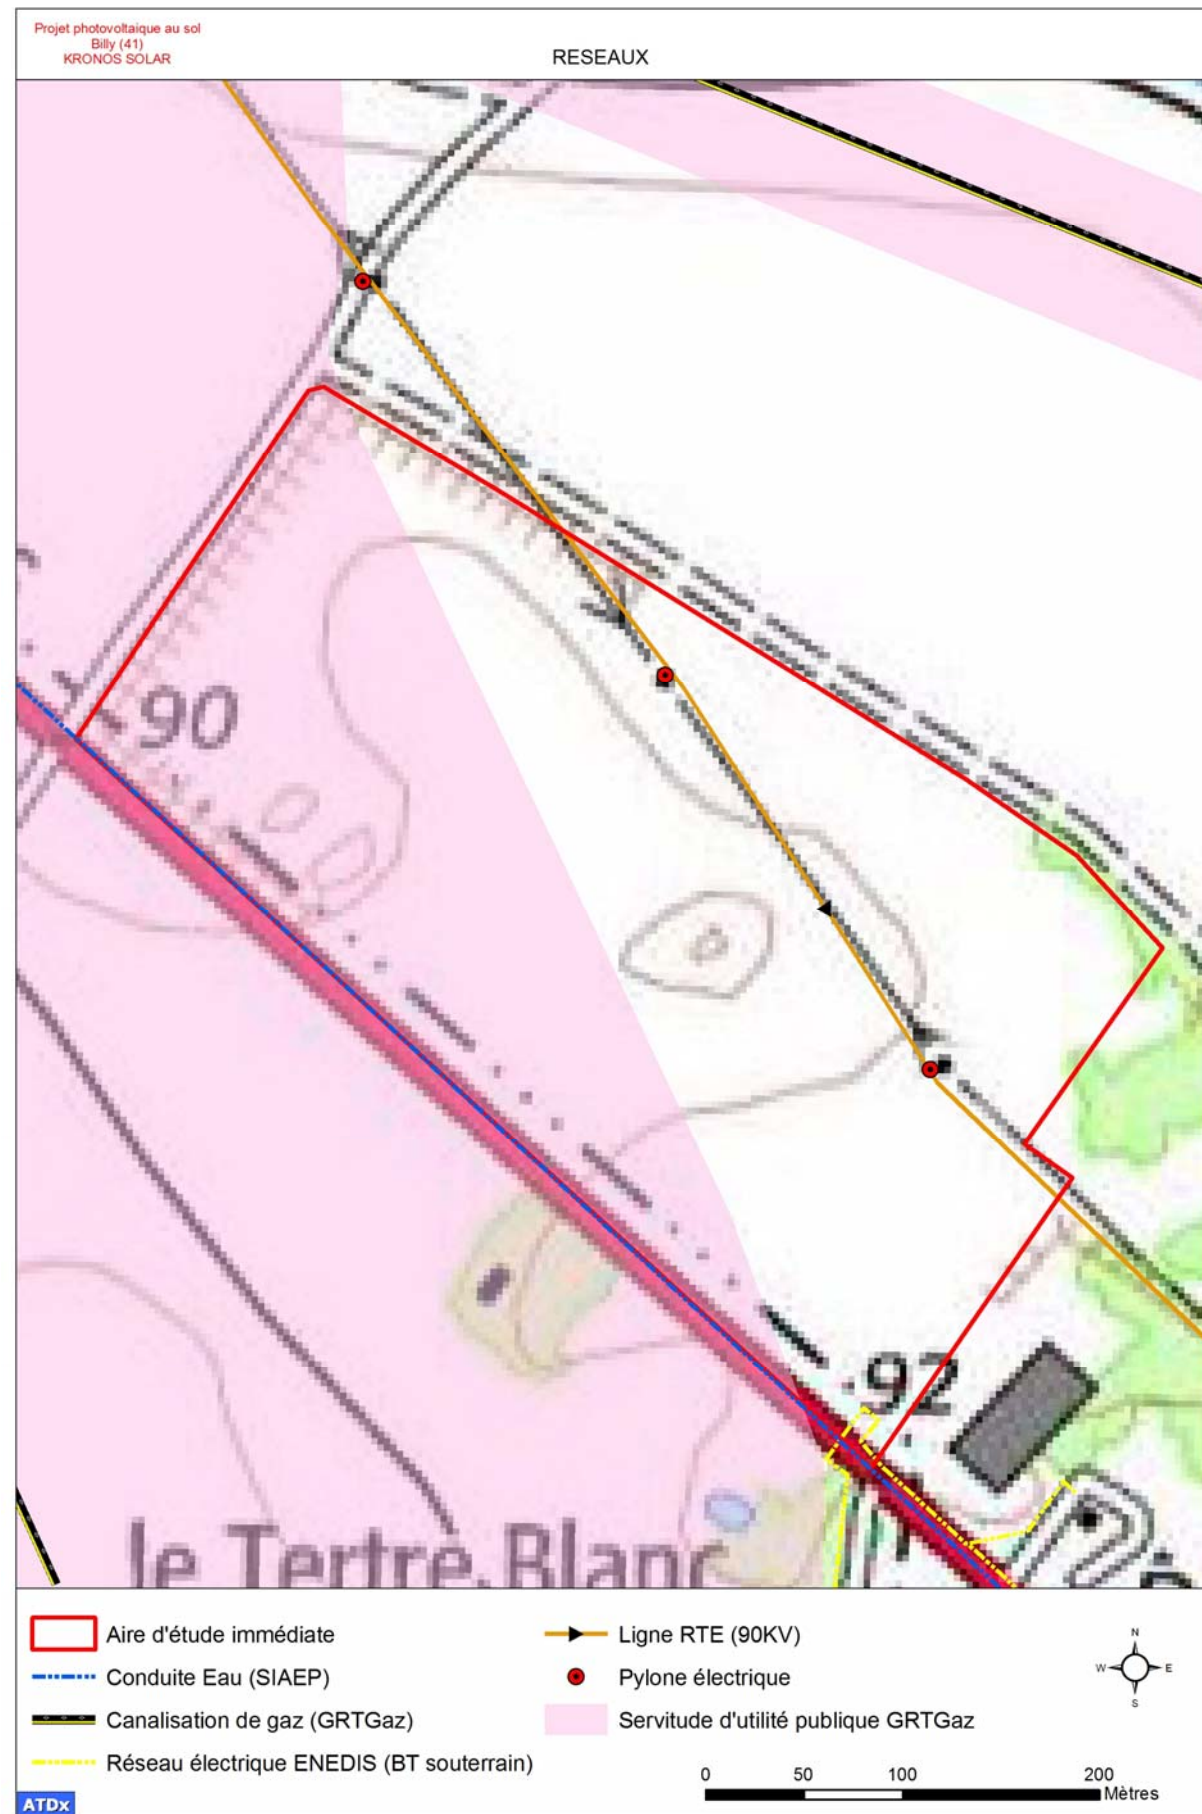 Projet photovoltaique au sol
Billy (41)
KRONOS SOLAR
RESEAUX
90
92
le Tertre Blanc
Aire d'étude immédiate
Conduite Eau (SIAEP)
Canalisation de gaz (GRTGaz)
Réseau électrique ENEDIS (BT souterrain)
Ligne RTE (90KV)
Pylone électrique
Servitude d'utilité publique GRTGaz
N
W E
S
0 50 100 200
Mètres
ATDx